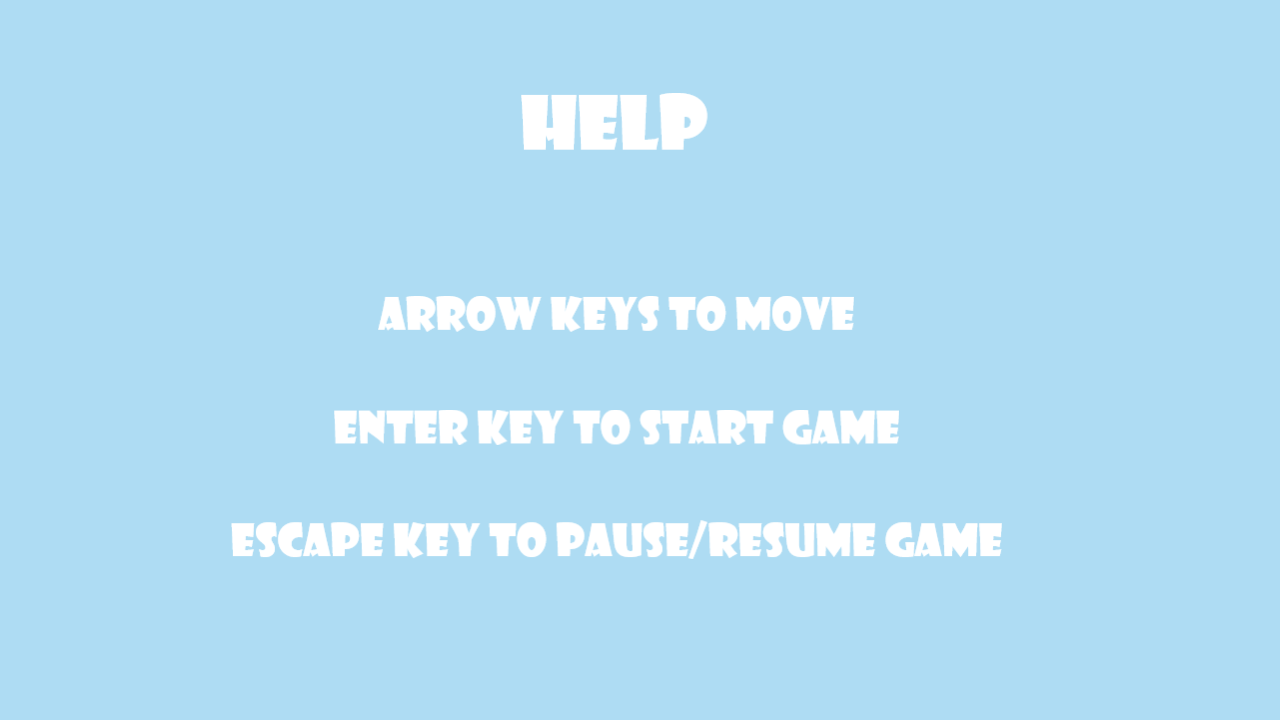 HELP
ARROW KEYS TO MOVE
ENTER KEY TO START GAME
ESCAPE KEY TO PAUSE/RESUME GAME